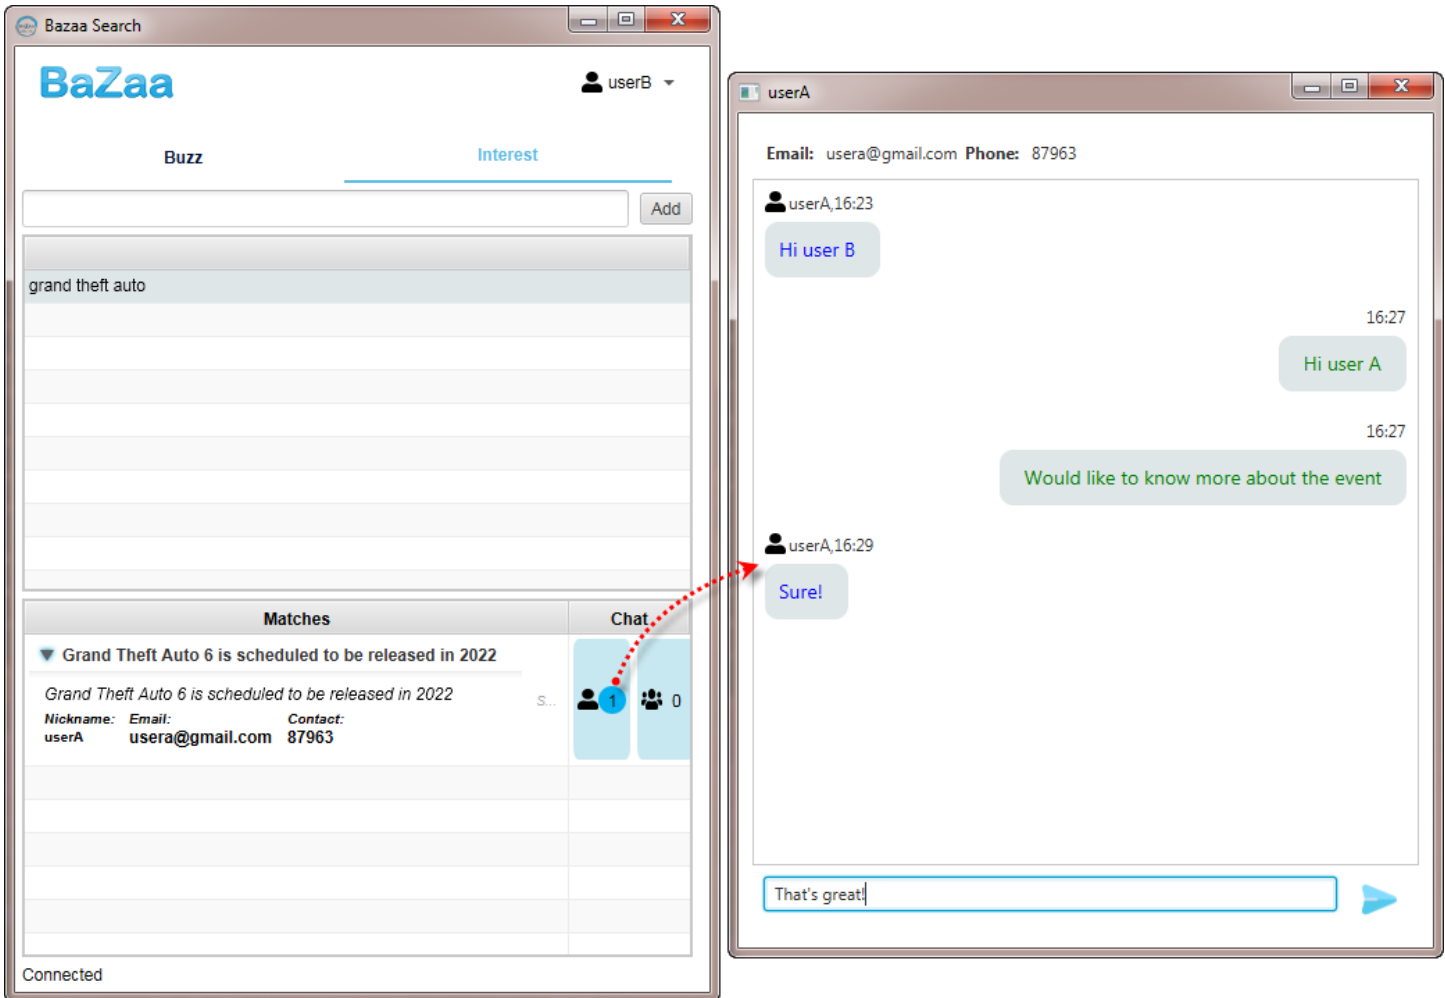 Bazaa Search
BaZaa
userB
Buzz
Interest
Add
grand theft auto
Matches
Chat
Grand Theft Auto 6 is scheduled to be released in 2022
Grand Theft Auto 6 is scheduled to be released in 2022
S...
1
0
Nickname: Email: Contact:
userA usera@gmail.com 87963
Connected
userA
Email: usera@gmail.com Phone: 87963
userA,16:23
Hi user B
16:27
Hi user A
16:27
Would like to know more about the event
userA,16:29
Sure!
That's great!